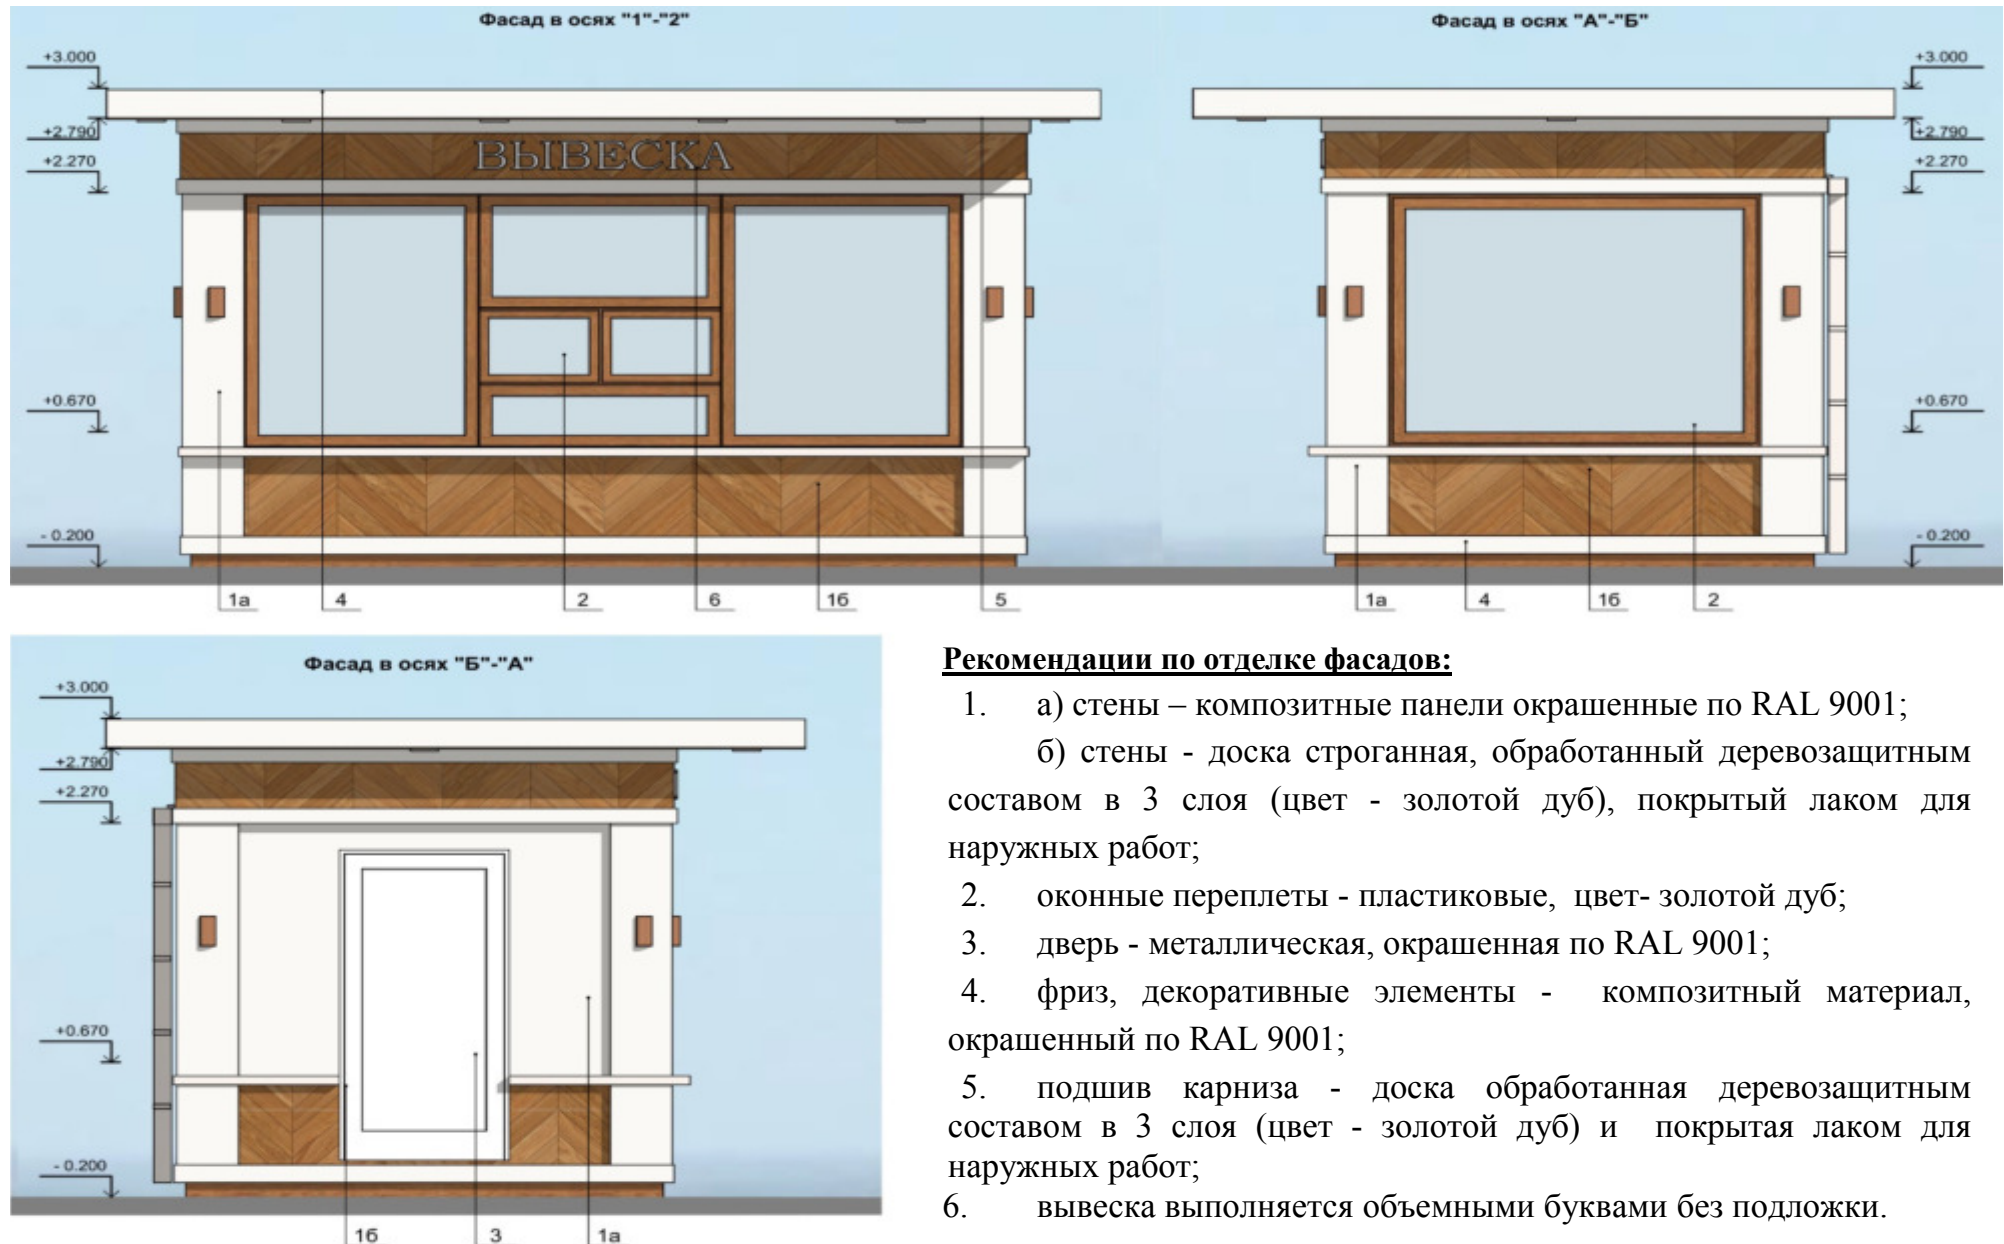 Фасад в осях "1"-"2"
+3.000
+2.790
+2.270
+0.670
- 0.200
ВЫВЕСКА
1а
4
2
6
1б
5
Фасад в осях "А"-"Б"
+3.000
+2.790
+2.270
+0.670
- 0.200
1а
4
1б
2
Фасад в осях "Б"-"А"
+3.000
+2.790
+2.270
+0.670
- 0.200
1б
3
1а
Рекомендации по отделке фасадов:
1. а) стены – композитные панели окрашенные по RAL 9001;
б) стены - доска строганная, обработанный деревозащитным
составом в 3 слоя (цвет - золотой дуб), покрытый лаком для
наружных работ;
2. оконные переплеты - пластиковые, цвет- золотой дуб;
3. дверь - металлическая, окрашенная по RAL 9001;
4. фриз, декоративные элементы - композитный материал,
окрашенный по RAL 9001;
5. подшив карниза - доска обработанная деревозащитным
составом в 3 слоя (цвет - золотой дуб) и покрытая лаком для
наружных работ;
6. вывеска выполняется объемными буквами без подложки.